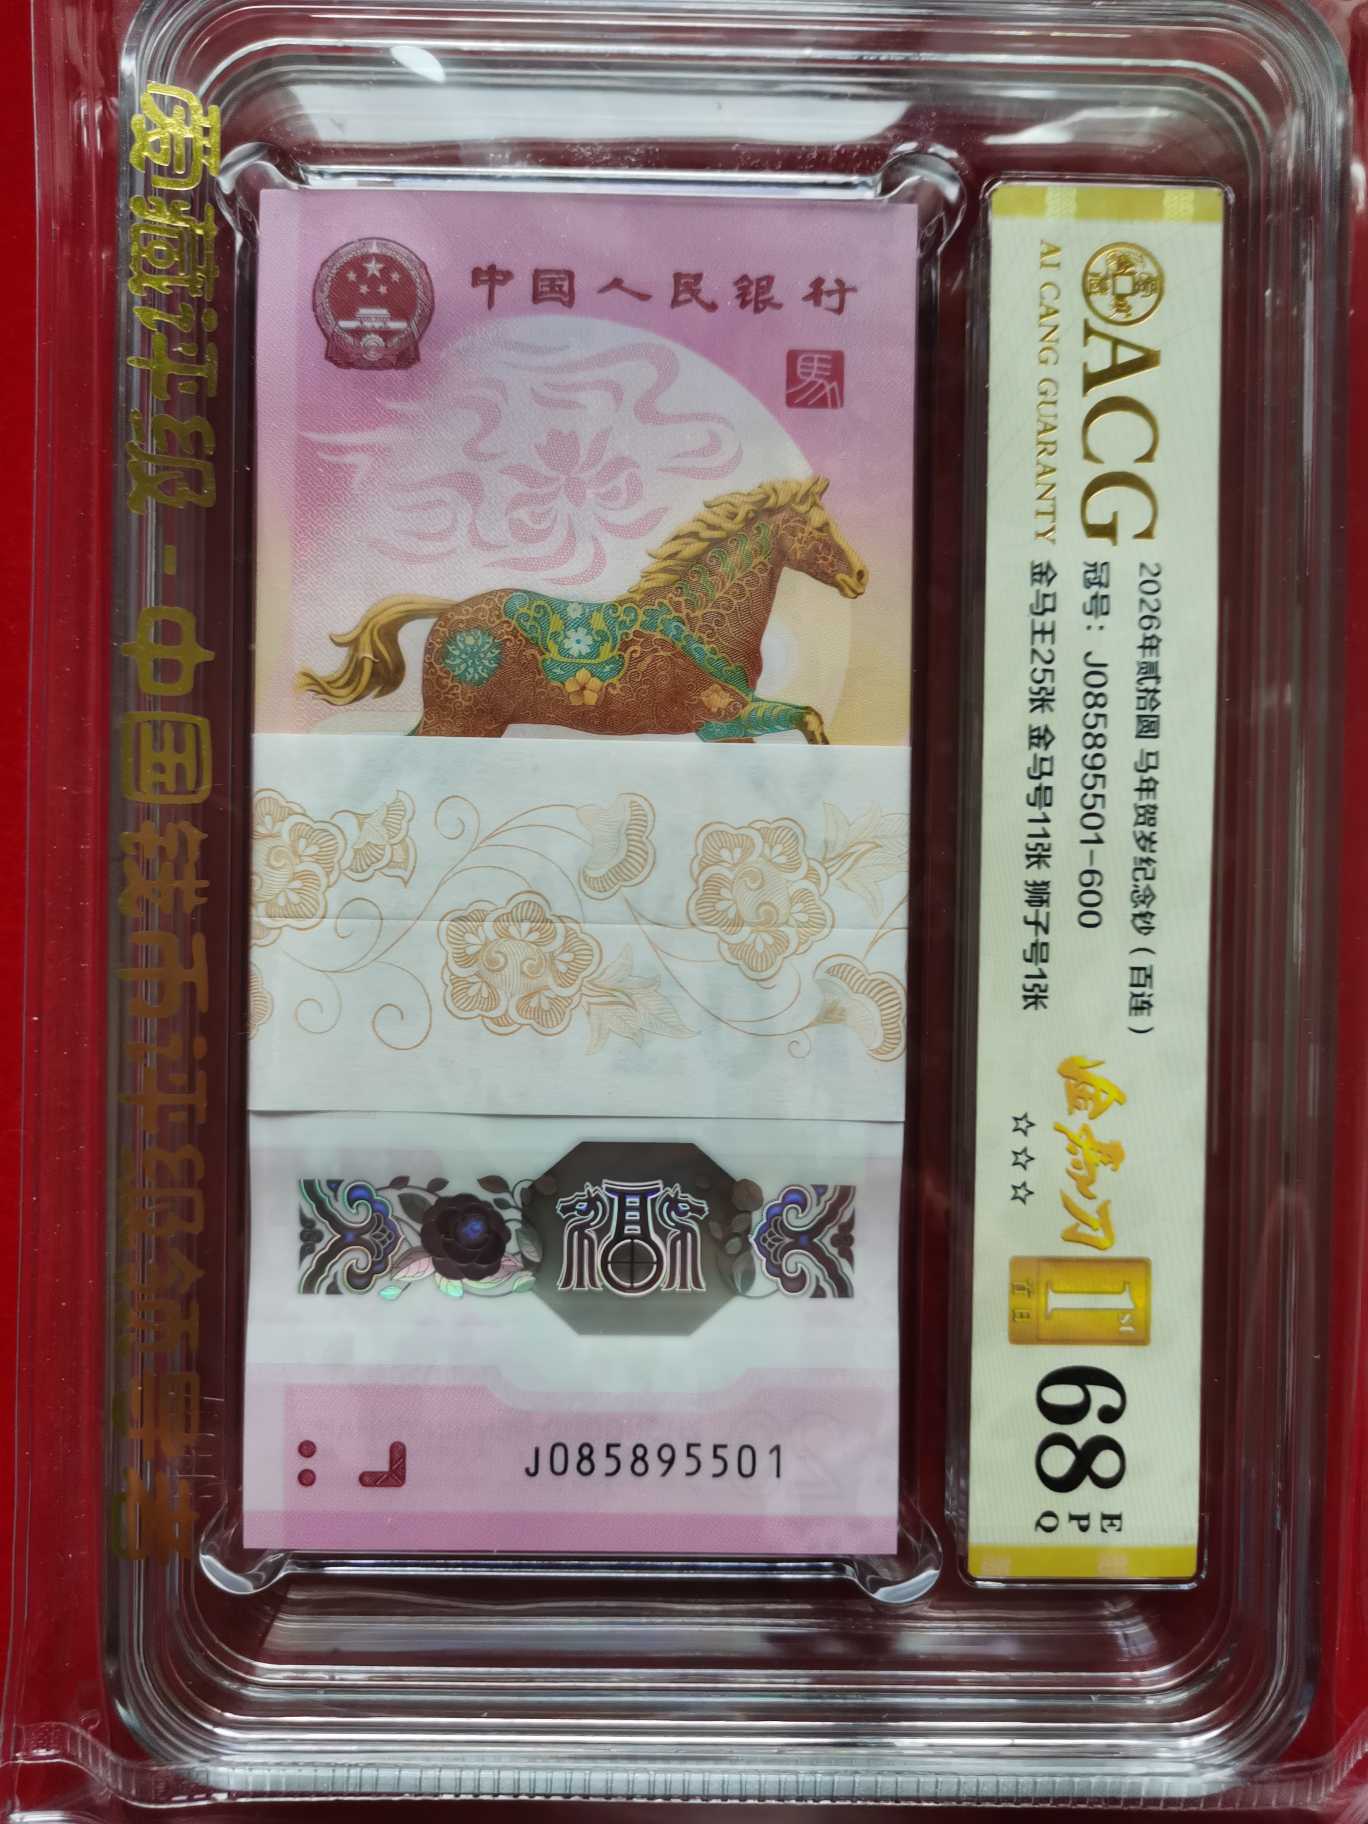 爱藏评级-中国钱币评级领导者
中国人民银行
馬
J085895501
ACG
AI CANG GUARANTY
2026年贰拾圆 马年贺岁纪念钞（百连）
冠号：J085895501-600
金马王25张 金马号11张 狮子号1张
☆☆☆
1st
首日
68
EPQ